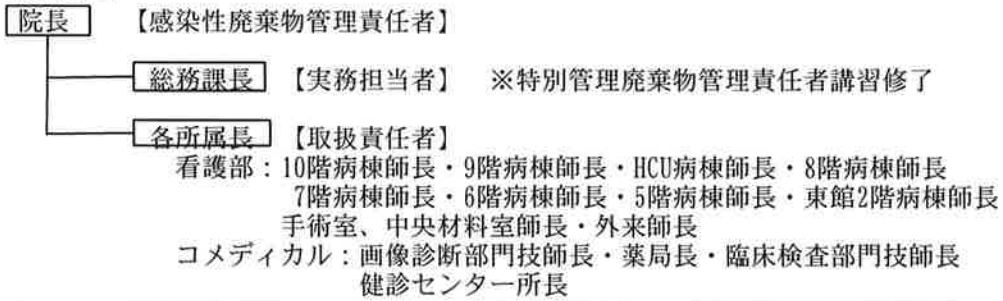 院長 【感染性廃棄物管理責任者】
総務課長 【実務担当者】 ※特別管理廃棄物管理責任者講習修了
各所属長 【取扱責任者】
看護部：10階病棟師長・9階病棟師長・HCU病棟師長・8階病棟師長
7階病棟師長・6階病棟師長・5階病棟師長・東館2階病棟師長
手術室、中央材料室師長・外来師長
コメディカル：画像診断部門技師長・薬局長・臨床検査部門技師長
健診センター所長